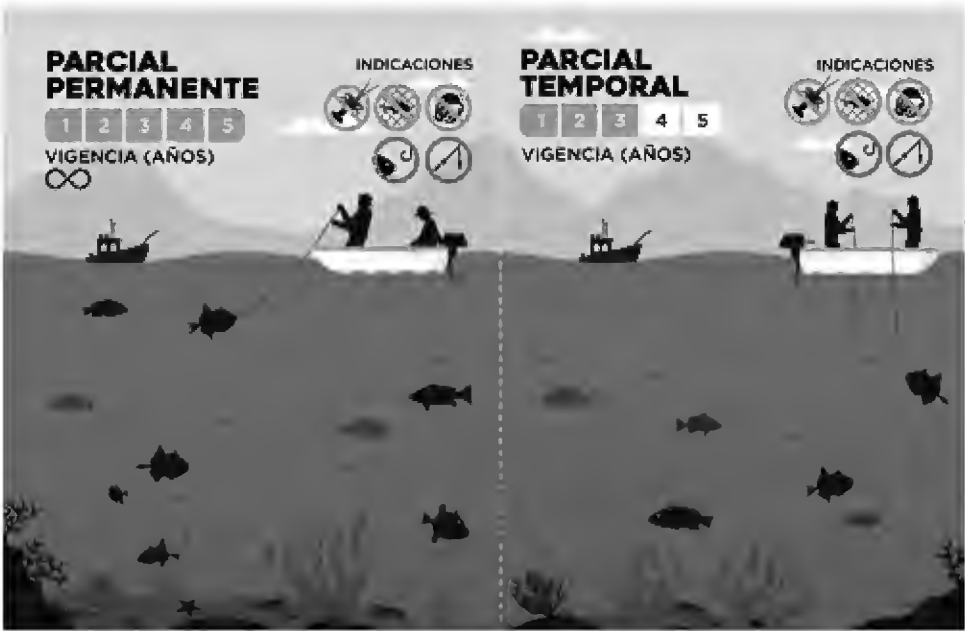 PARCIAL
PERMANENTE
1 2 3 4 5
VIGENCIA (AÑOS)
∞
INDICACIONES
PARCIAL
TEMPORAL
1 2 3 4 5
VIGENCIA (AÑOS)
INDICACIONES